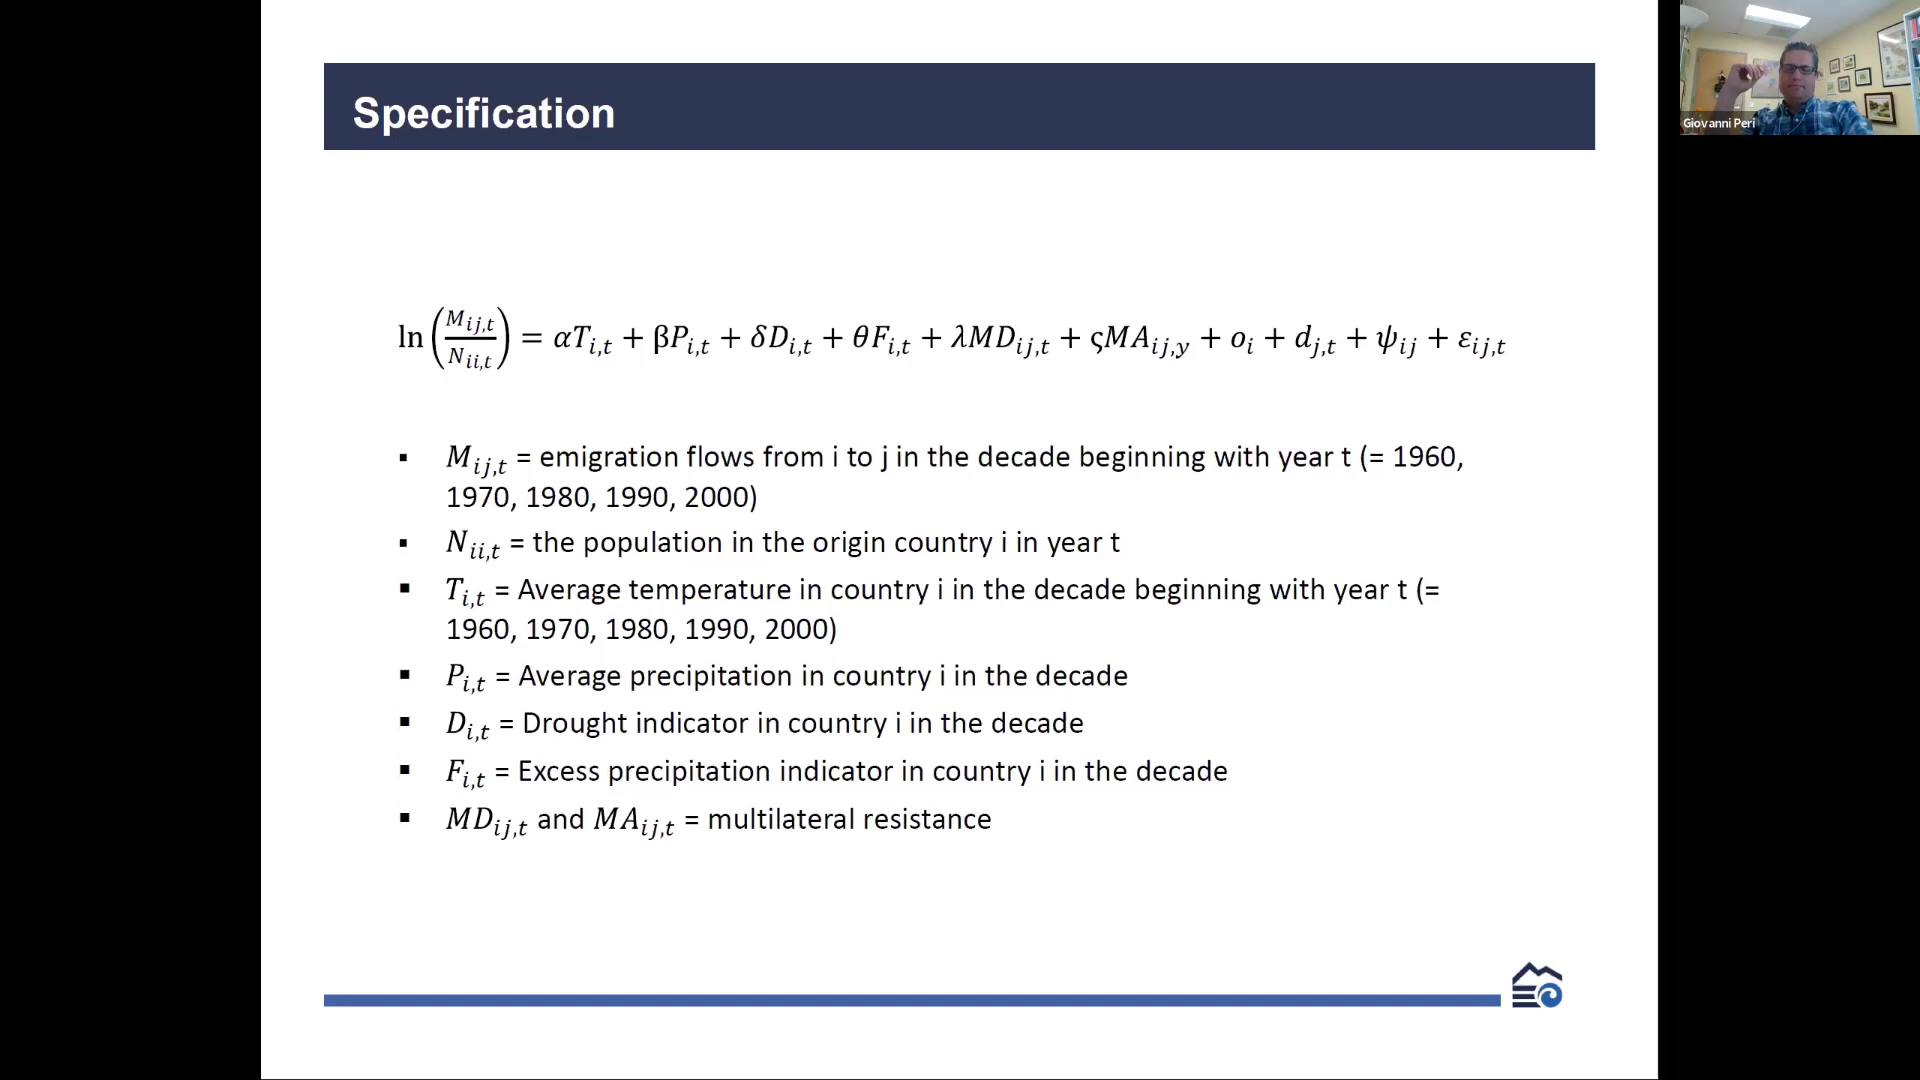 Specification
Giovanni Peri
ln(M_{ij,t}/N_{ii,t}) = αT_{i,t} + βP_{i,t} + δD_{i,t} + θF_{i,t} + λMD_{ij,t} + ςMA_{ij,y} + o_i + d_{j,t} + ψ_{ij} + ε_{ij,t}
▪ M_{ij,t} = emigration flows from i to j in the decade beginning with year t (= 1960,
1970, 1980, 1990, 2000)
▪ N_{ii,t} = the population in the origin country i in year t
▪ T_{i,t} = Average temperature in country i in the decade beginning with year t (=
1960, 1970, 1980, 1990, 2000)
▪ P_{i,t} = Average precipitation in country i in the decade
▪ D_{i,t} = Drought indicator in country i in the decade
▪ F_{i,t} = Excess precipitation indicator in country i in the decade
▪ MD_{ij,t} and MA_{ij,t} = multilateral resistance